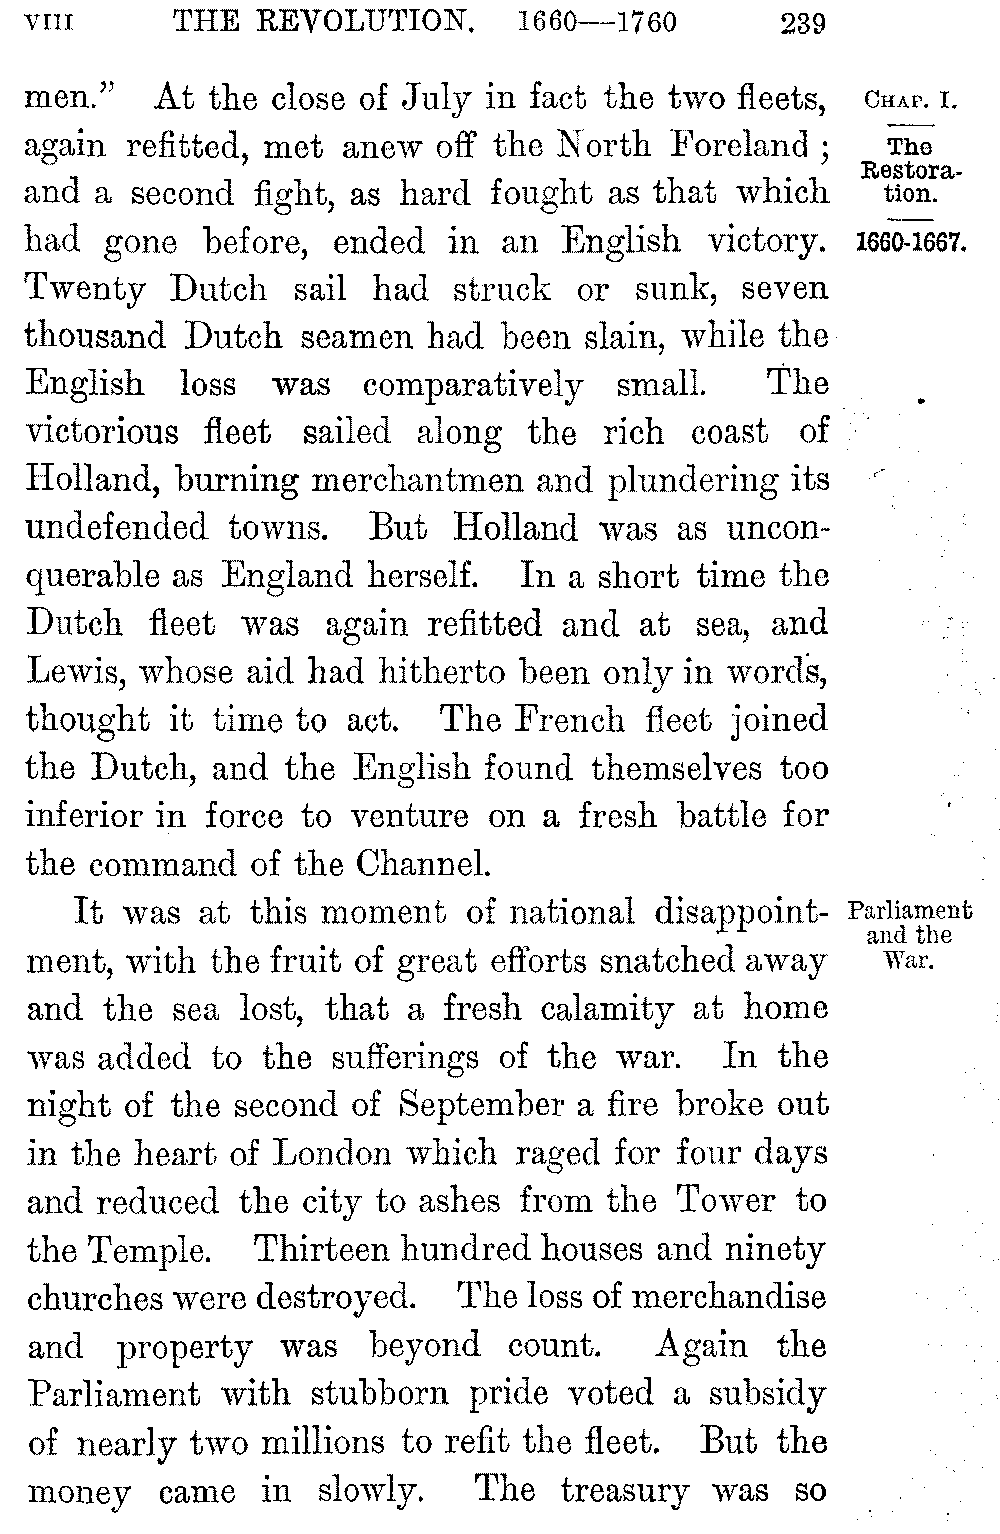 VIII THE REVOLUTION. 1660—1760 239
men.” At the close of July in fact the two fleets,
again refitted, met anew off the North Foreland ;
and a second fight, as hard fought as that which
had gone before, ended in an English victory.
Twenty Dutch sail had struck or sunk, seven
thousand Dutch seamen had been slain, while the
English loss was comparatively small. The
victorious fleet sailed along the rich coast of
Holland, burning merchantmen and plundering its
undefended towns. But Holland was as uncon-
querable as England herself. In a short time the
Dutch fleet was again refitted and at sea, and
Lewis, whose aid had hitherto been only in words,
thought it time to act. The French fleet joined
the Dutch, and the English found themselves too
inferior in force to venture on a fresh battle for
the command of the Channel.
It was at this moment of national disappoint-
ment, with the fruit of great efforts snatched away
and the sea lost, that a fresh calamity at home
was added to the sufferings of the war. In the
night of the second of September a fire broke out
in the heart of London which raged for four days
and reduced the city to ashes from the Tower to
the Temple. Thirteen hundred houses and ninety
churches were destroyed. The loss of merchandise
and property was beyond count. Again the
Parliament with stubborn pride voted a subsidy
of nearly two millions to refit the fleet. But the
money came in slowly. The treasury was so
CHAP. I.
The
Restora-
tion.
1660-1667.
Parliament
and the
War.